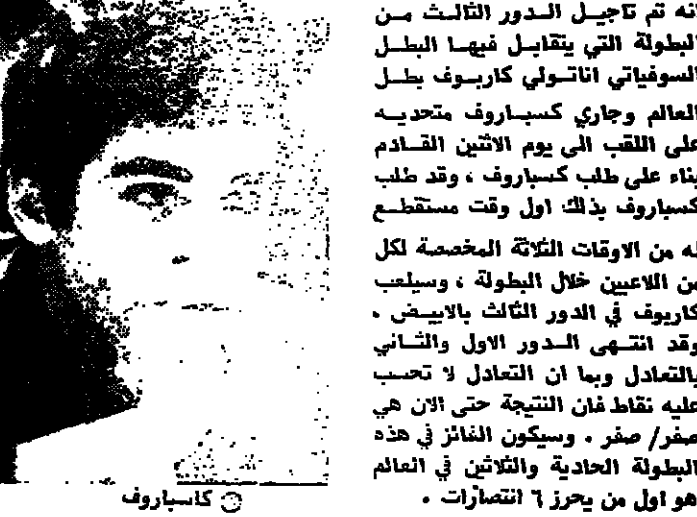 انه تم تاجيل الدور الثالث من
البطولة التي يتقابل فيها البطل
السوفياتي اناتولي كاربوف بطل
العالم وجاري كسباروف متحديه
على اللقب الى يوم الاثنين القادم
بناء على طلب كسباروف ، وقد طلب
كسباروف بذلك اول وقت مستقطع
له من الاوقات الثلاثة المخصصة لكل
من اللاعبين خلال البطولة ، وسيلعب
كاربوف في الدور الثالث بالابيض .
وقد انتهى الدور الاول والثاني
بالتعادل وبما ان التعادل لا تحسب
عليه نقاط فان النتيجة حتى الان هي
صفر/ صفر . وسيكون الفائز في هذه
البطولة الحادية والثلاثين في العالم
هو اول من يحرز ٦ انتصارات .
كاسباروف